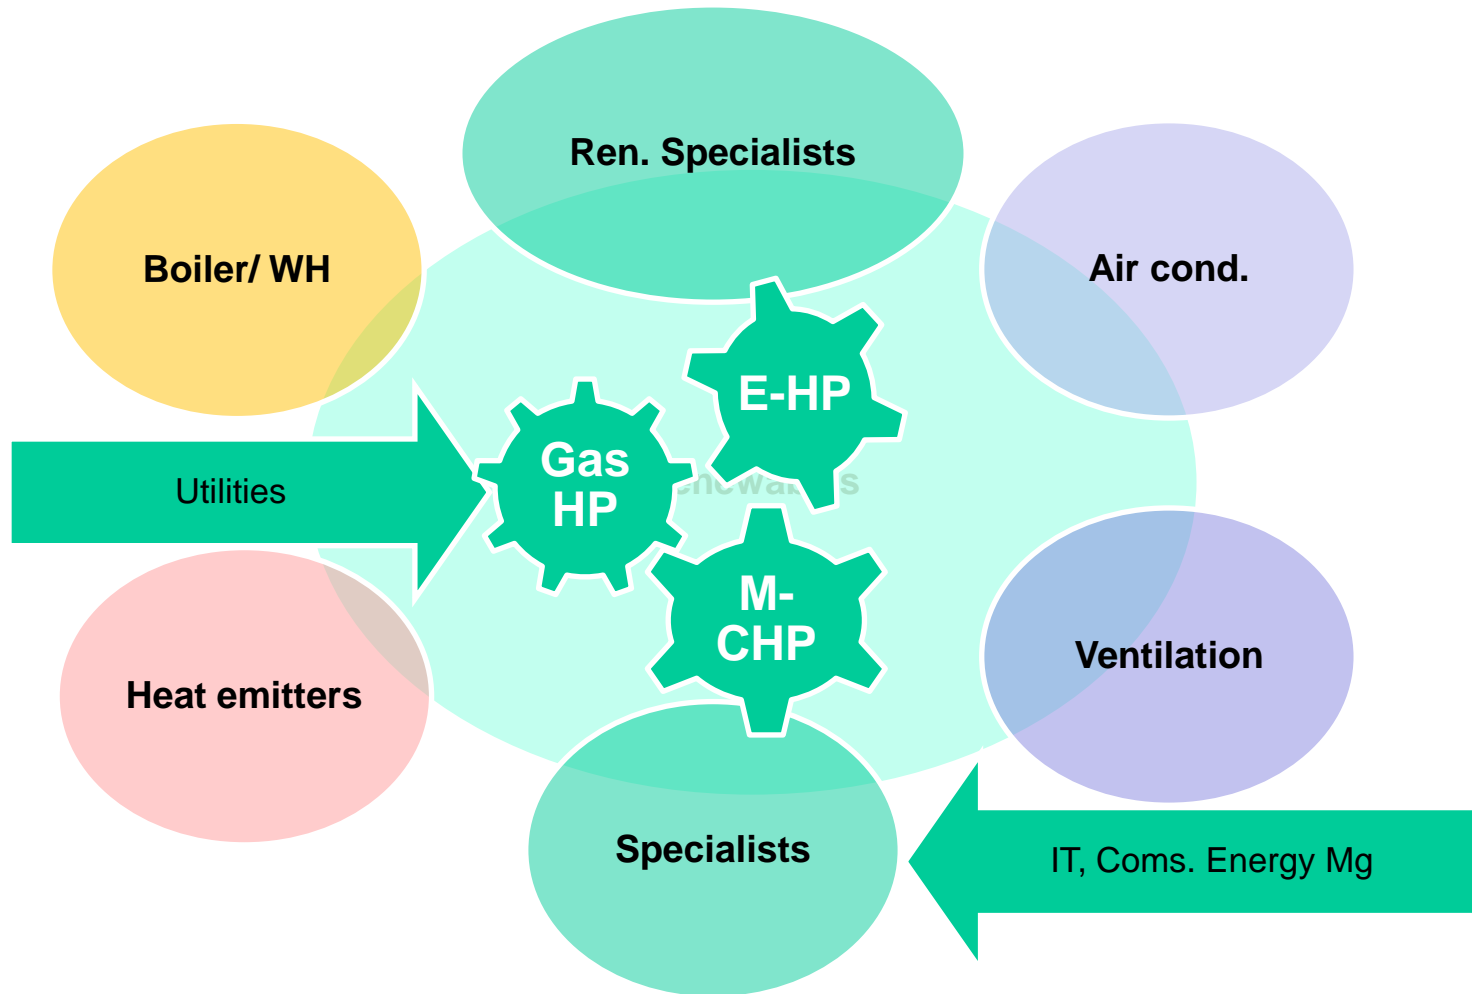 Ren. Specialists
Boiler/ WH
Air cond.
E-HP
Gas
HP
Utilities
M-
CHP
Ventilation
Heat emitters
Specialists
IT, Coms. Energy Mg